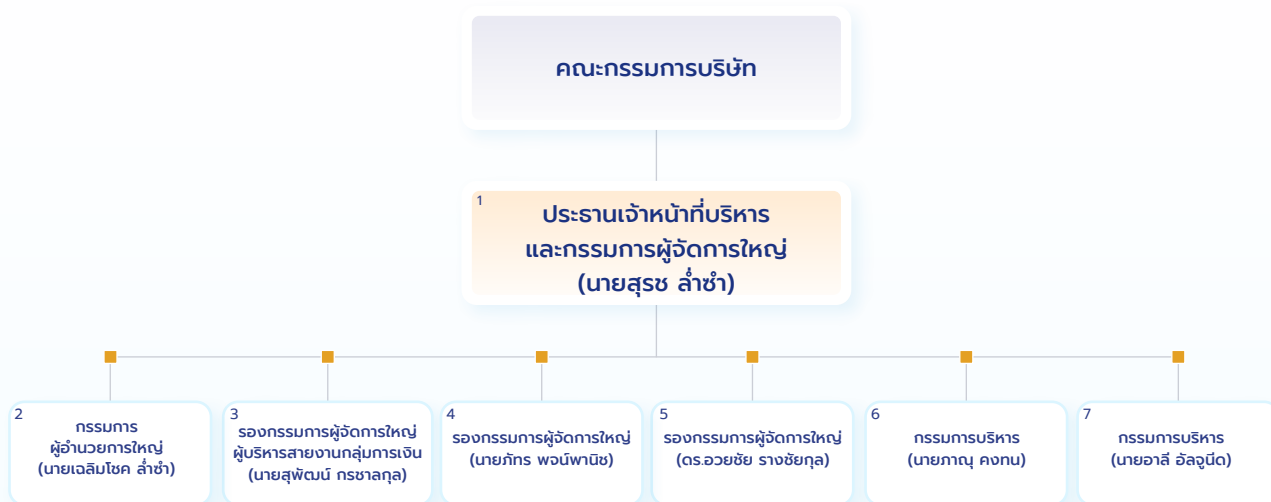 คณะกรรมการบริษัท
1
ประธานเจ้าหน้าที่บริหาร
และกรรมการผู้จัดการใหญ่
(นายสุรช ล่ำซำ)
2
กรรมการ
ผู้อำนวยการใหญ่
(นายเฉลิมโชค ล่ำซำ)
3
รองกรรมการผู้จัดการใหญ่
ผู้บริหารสายงานกลุ่มการเงิน
(นายสุพัฒน์ กรชาลกุล)
4
รองกรรมการผู้จัดการใหญ่
(นายภัทร พจน์พานิช)
5
รองกรรมการผู้จัดการใหญ่
(ดร.อวยชัย รางชัยกุล)
6
กรรมการบริหาร
(นายภาณุ คงทน)
7
กรรมการบริหาร
(นายอาลี อัลจูนีด)